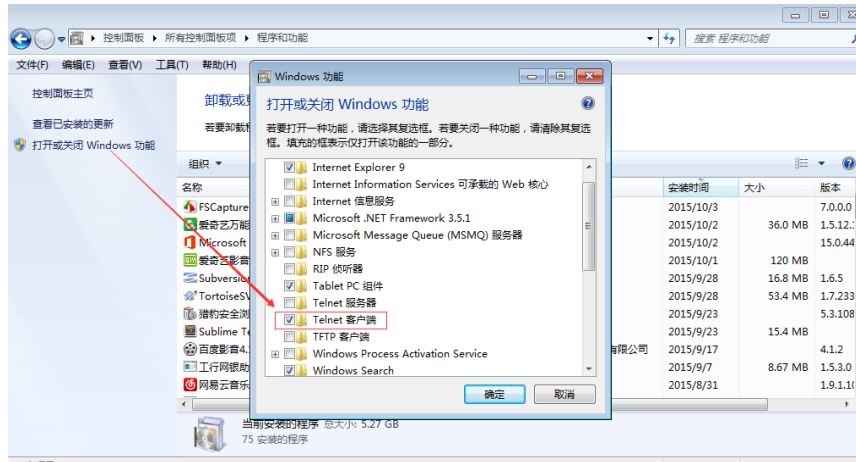 控制面板 ▸ 所有控制面板项 ▸ 程序和功能
搜索 程序和功能
文件(F) 编辑(E) 查看(V) 工具(T) 帮助(H)
控制面板主页
查看已安装的更新
打开或关闭 Windows 功能
卸载或
若要卸载
组织
名称 安装时间 大小 版本
FSCapture 2015/10/3 7.0.0.0
爱奇艺万能 2015/10/2 36.0 MB 1.5.12.
Microsoft 2015/10/2 15.0.44
爱奇艺影音 2015/10/1 120 MB
Subversion 2015/9/28 16.8 MB 1.6.5
TortoiseSV 2015/9/28 53.4 MB 1.7.233
猎豹安全浏 2015/9/23 5.3.108
Sublime Te 2015/9/23 15.4 MB
百度影音4. 有限公司 2015/9/17 4.1.2
工行网银助 2015/9/7 8.67 MB 1.5.3.0
网易云音乐 2015/8/31 1.9.1.1
当前安装的程序 总大小: 5.27 GB
75 安装的程序
Windows 功能
打开或关闭 Windows 功能
若要打开一种功能，请选择其复选框。若要关闭一种功能，请清除其复选
框。填充的框表示仅打开该功能的一部分。
Internet Explorer 9
Internet Information Services 可承载的 Web 核心
Internet 信息服务
Microsoft .NET Framework 3.5.1
Microsoft Message Queue (MSMQ) 服务器
NFS 服务
RIP 侦听器
Tablet PC 组件
Telnet 服务器
Telnet 客户端
TFTP 客户端
Windows Process Activation Service
Windows Search
确定 取消